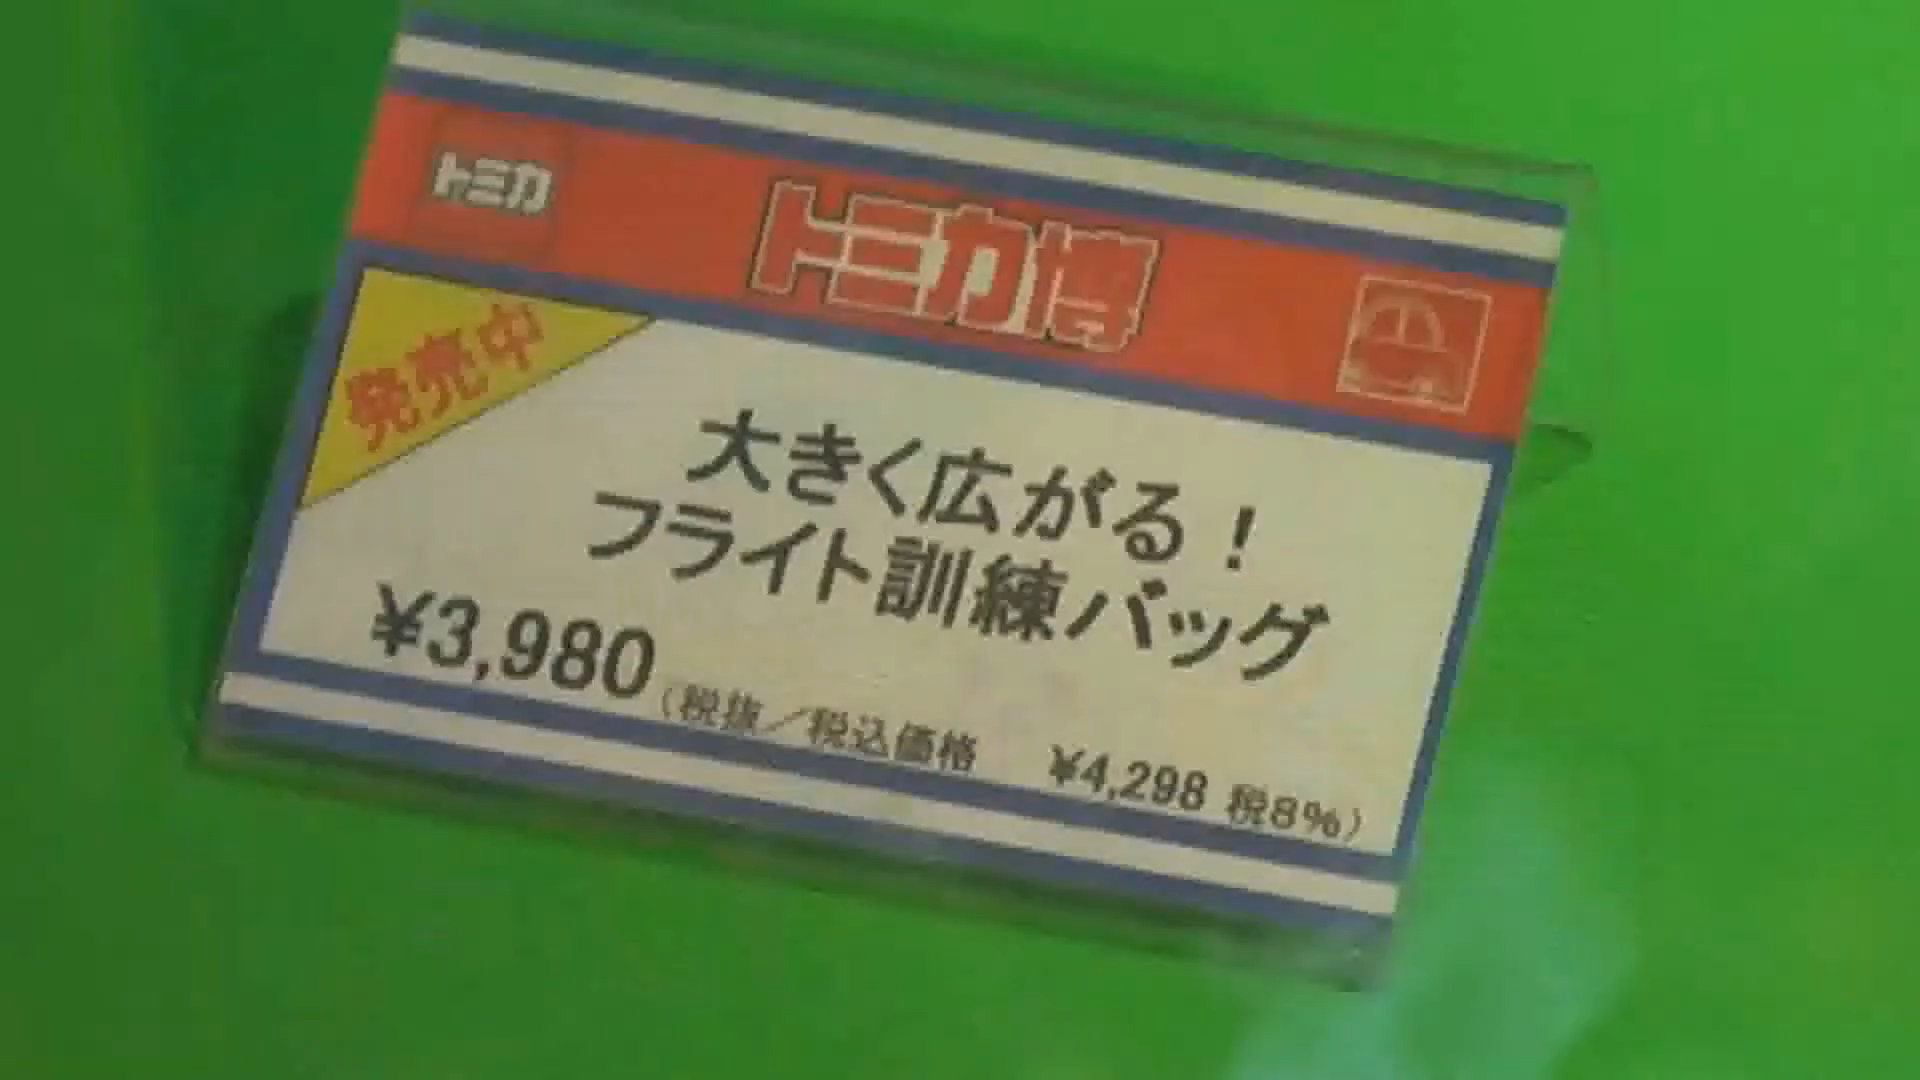 トミカ
トミカ博
発売中
大きく広がる!
フライト訓練バッグ
¥3,980
(税抜／税込価格 ¥4,298 税8%)